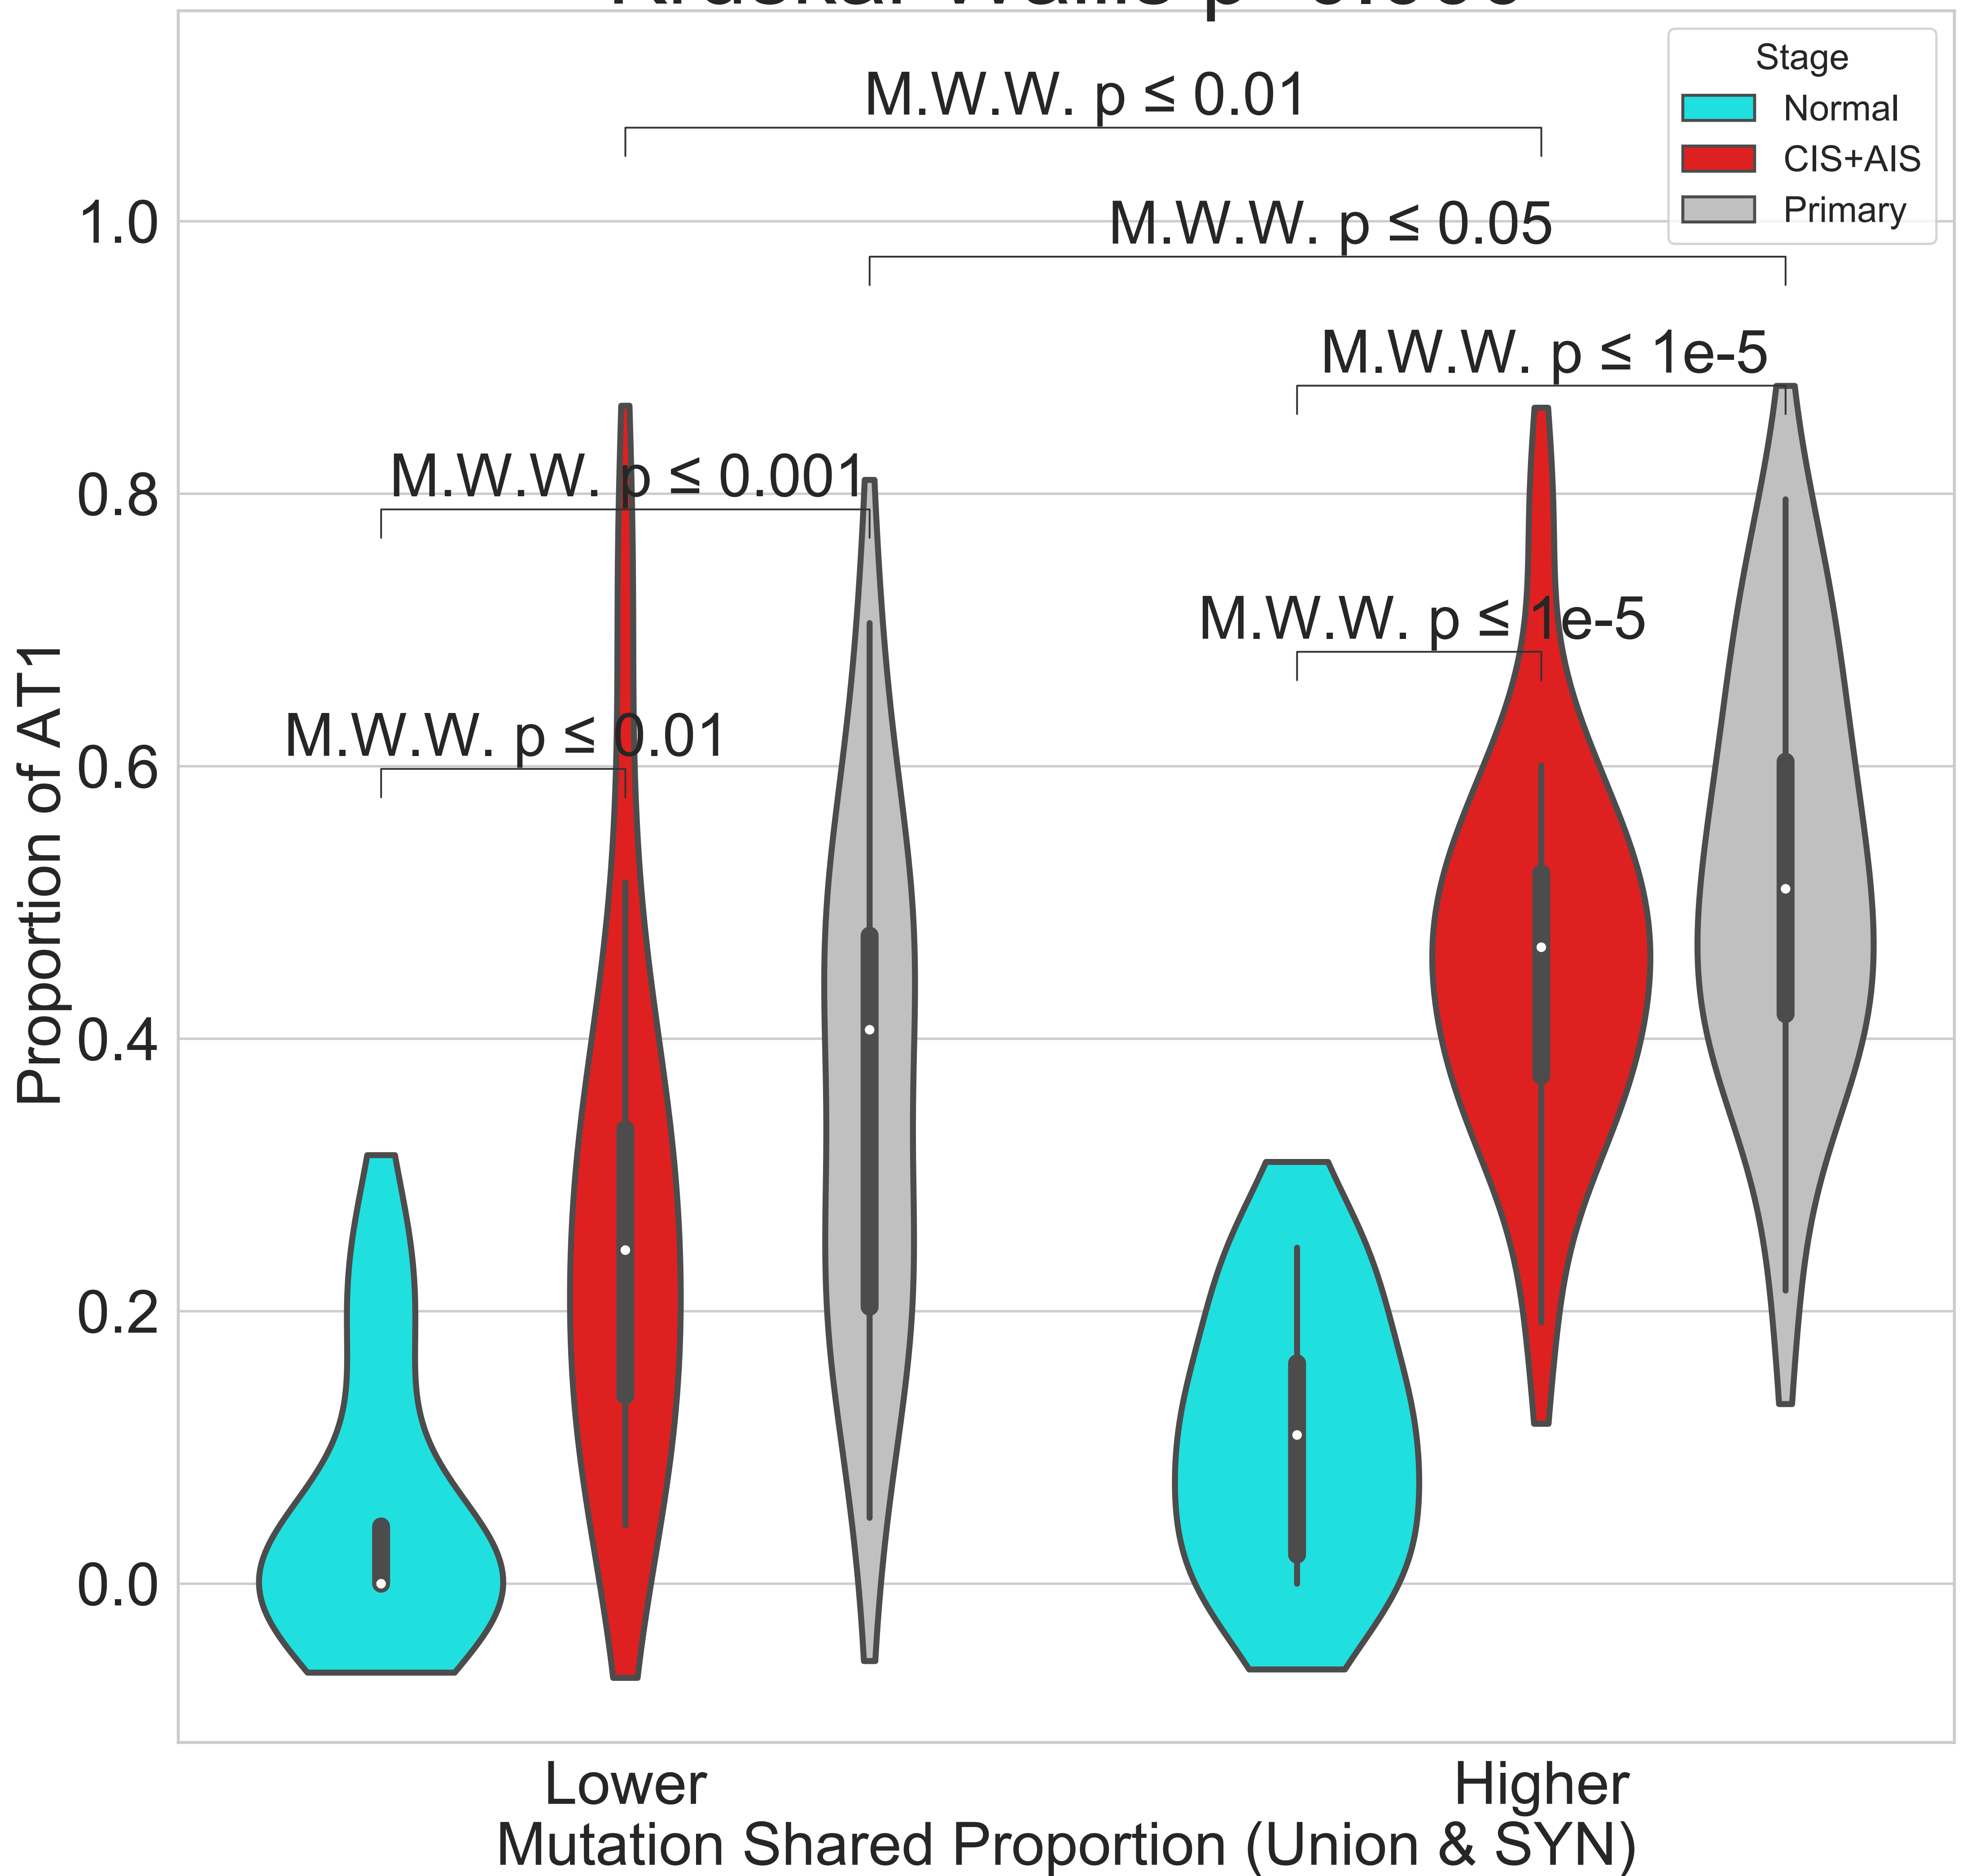 Stage
Normal
CIS+AIS
Primary
M.W.W. p ≤ 0.01
M.W.W. p ≤ 0.05
M.W.W. p ≤ 1e-5
M.W.W. p ≤ 0.001
M.W.W. p ≤ 1e-5
M.W.W. p ≤ 0.01
1.0
0.8
0.6
0.4
0.2
0.0
Proportion of AT1
Lower
Higher
Mutation Shared Proportion (Union & SYN)